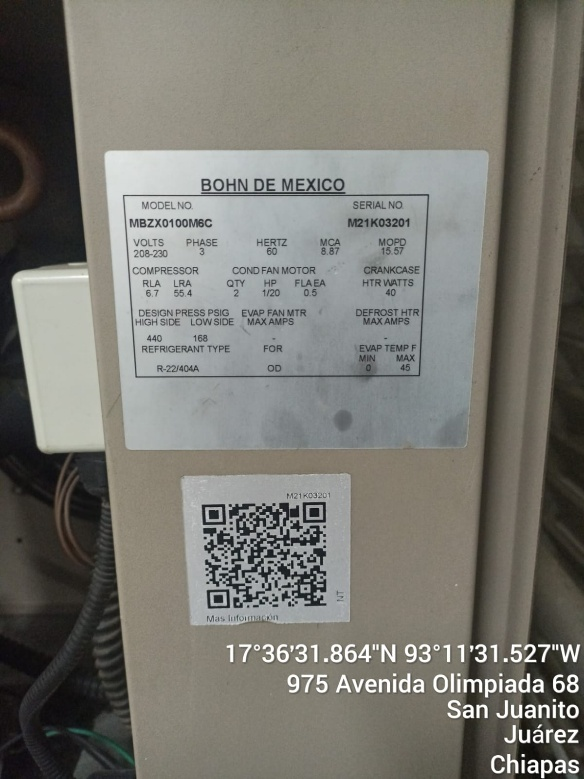 BOHN DE MEXICO
MODEL NO. SERIAL NO.
MBZX0100M6C M21K03201
VOLTS PHASE HERTZ MCA MOPD
208-230 3 60 8.87 15.57
COMPRESSOR COND FAN MOTOR CRANKCASE
RLA LRA QTY HP FLA EA HTR WATTS
6.7 55.4 2 1/20 0.5 40
DESIGN PRESS PSIG EVAP FAN MTR DEFROST HTR
HIGH SIDE LOW SIDE MAX AMPS MAX AMPS
440 168 - -
REFRIGERANT TYPE FOR EVAP TEMP F
MIN MAX
R-22/404A OD 0 45
M21K03201
NT
Mas informacion
17°36'31.864"N 93°11'31.527"W
975 Avenida Olimpiada 68
San Juanito
Juárez
Chiapas